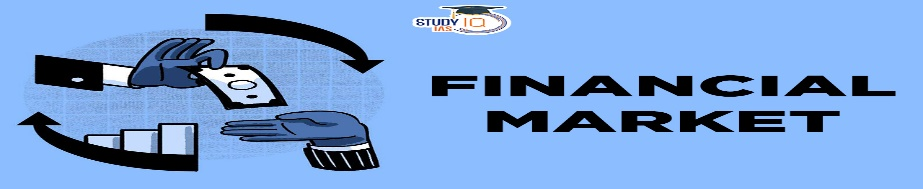 STUDY IQ
IAS
FINANCIAL
MARKET